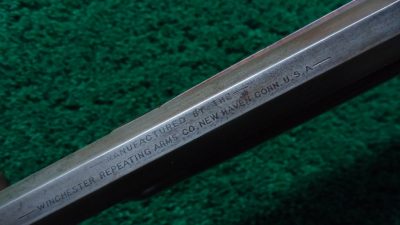 MANUFACTURED BY THE
—WINCHESTER REPEATING ARMS. CO. NEW HAVEN. CONN. U.S.A.—